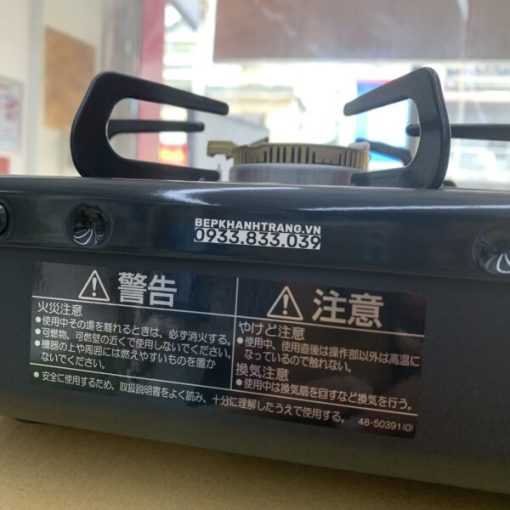 BEPKHANHTRANG.VN
0933.833.039
警告
火災注意
●使用中その場を離れるときは、必ず消火する。
●可燃物、可燃壁の近くで使用しないでください。
●機器の上や周囲には燃えやすいものを置か
ないでください。
注意
やけど注意
●使用中、使用直後は操作部以外は高温に
なっているので触れない。
換気注意
●使用中は換気扇を回すなど換気を行う。
●安全に使用するため、取扱説明書をよく読み、十分に理解したうえで使用する。
48-50391(O)